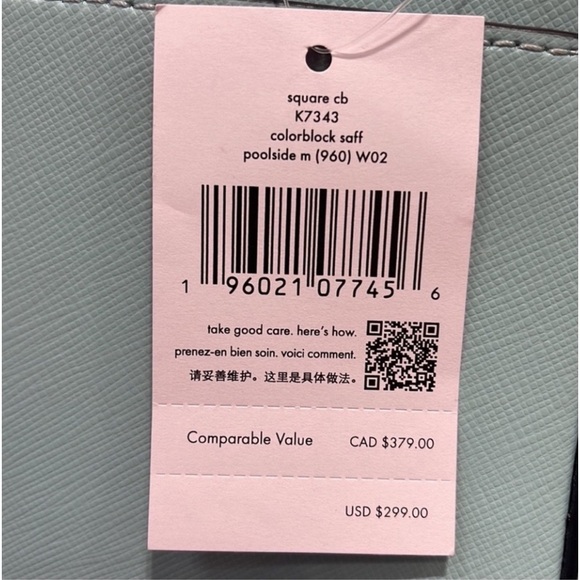 square cb
K7343
colorblock saff
poolside m (960) W02
1 96021 07745 6
take good care. here's how.
prenez-en bien soin. voici comment.
请妥善维护。这里是具体做法。
Comparable Value CAD $379.00
USD $299.00